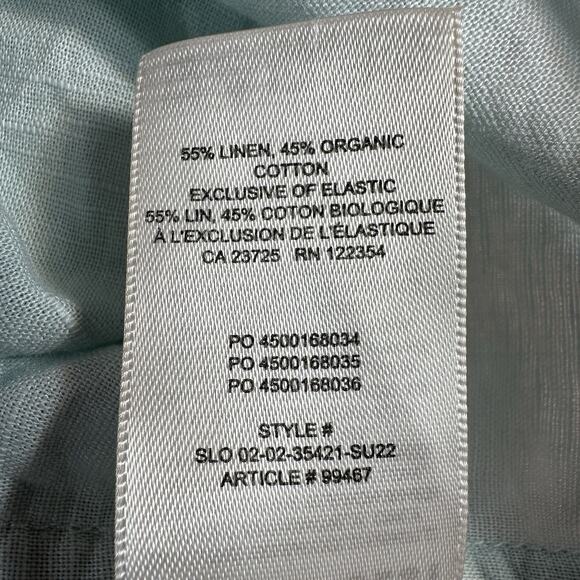 55% LINEN, 45% ORGANIC
COTTON
EXCLUSIVE OF ELASTIC
55% LIN, 45% COTON BIOLOGIQUE
À L'EXCLUSION DE L'ÉLASTIQUE
CA 23725 RN 122354
PO 4500168034
PO 4500168035
PO 4500168036
STYLE #
SLO 02-02-35421-SU22
ARTICLE # 99467